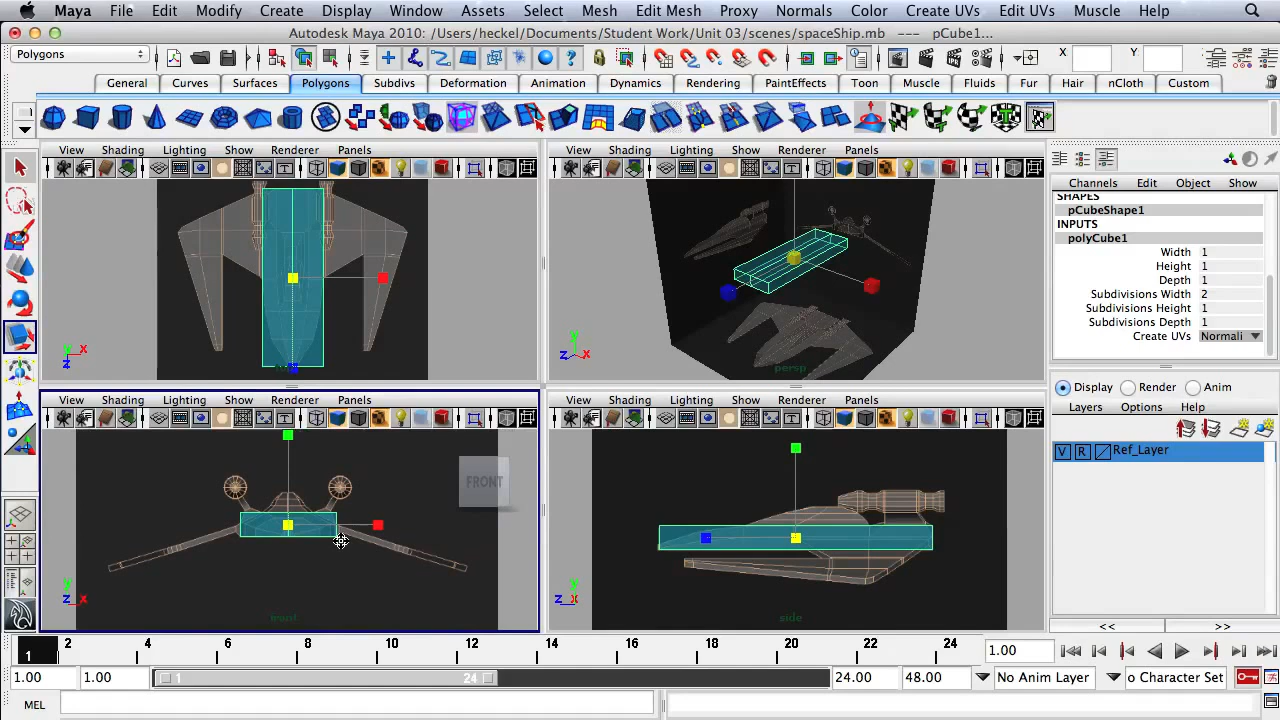 Maya File Edit Modify Create Display Window Assets Select Mesh Edit Mesh Proxy Normals Color Create UVs Edit UVs Muscle Help
Autodesk Maya 2010: /Users/heckel/Documents/Student Work/Unit 03/scenes/spaceShip.mb --- pCube1...
Polygons X Y
General Curves Surfaces Polygons Subdivs Deformation Animation Dynamics Rendering PaintEffects Toon Muscle Fluids Fur Hair nCloth Custom
View Shading Lighting Show Renderer Panels
View Shading Lighting Show Renderer Panels
y x
z
y
z x
persp
Channels Edit Object Show
SHAPES
pCubeShape1
INPUTS
polyCube1
Width 1
Height 1
Depth 1
Subdivisions Width 2
Subdivisions Height 1
Subdivisions Depth 1
Create UVs Normali
View Shading Lighting Show Renderer Panels
View Shading Lighting Show Renderer Panels
FRONT
y
z x
front
y
z x
side
Display Render Anim
Layers Options Help
V R Ref_Layer
<< >>
1 2 4 6 8 10 12 14 16 18 20 22 24 1.00
1.00 1.00 1 24 24.00 48.00 No Anim Layer o Character Set
MEL